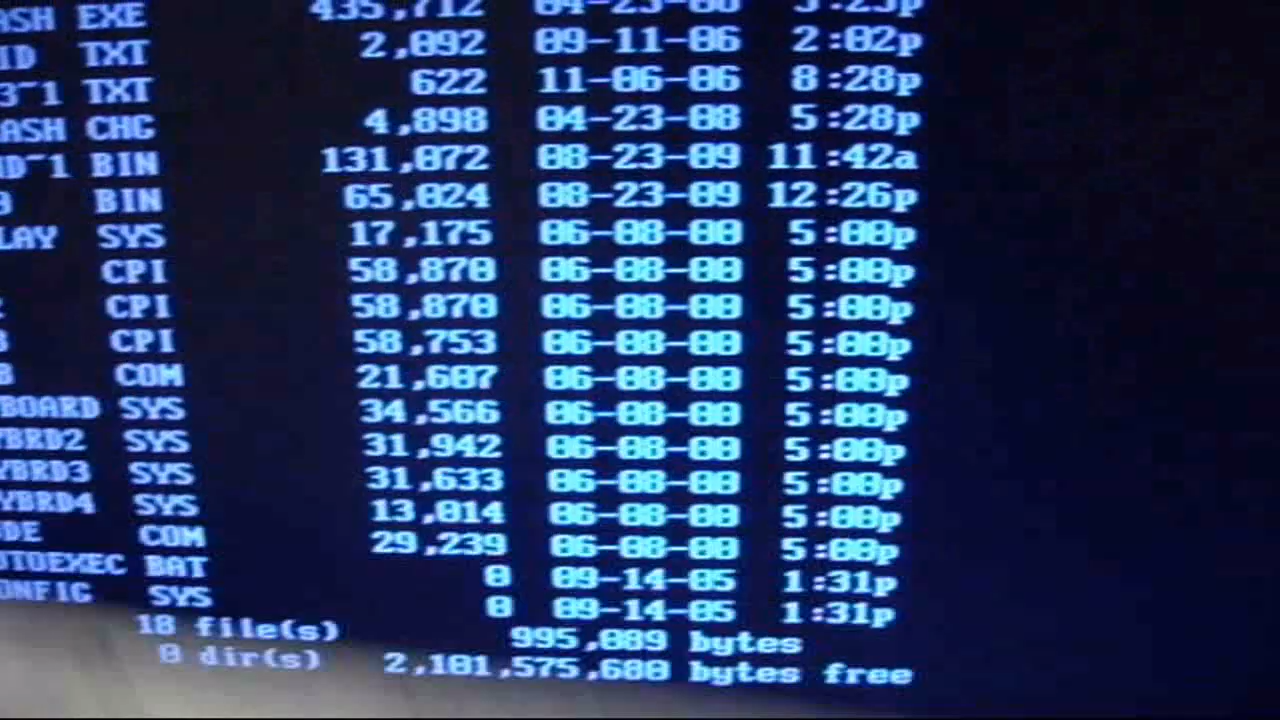 ASH EXE 435,712 04-23-08 5:25p
ID TXT 2,092 09-11-06 2:02p
3~1 TXT 622 11-06-06 8:28p
ASH CHG 4,898 04-23-08 5:28p
D~1 BIN 131,072 08-23-09 11:42a
BIN 65,024 08-23-09 12:26p
LAY SYS 17,175 06-08-00 5:00p
CPI 58,870 06-08-00 5:00p
CPI 58,870 06-08-00 5:00p
CPI 58,753 06-08-00 5:00p
B COM 21,607 06-08-00 5:00p
BOARD SYS 34,566 06-08-00 5:00p
YBRD2 SYS 31,942 06-08-00 5:00p
YBRD3 SYS 31,633 06-08-00 5:00p
YBRD4 SYS 13,014 06-08-00 5:00p
DE COM 29,239 06-08-00 5:00p
UTOEXEC BAT 0 09-14-05 1:31p
ONFIG SYS 0 09-14-05 1:31p
18 file(s) 995,089 bytes
0 dir(s) 2,101,575,680 bytes free